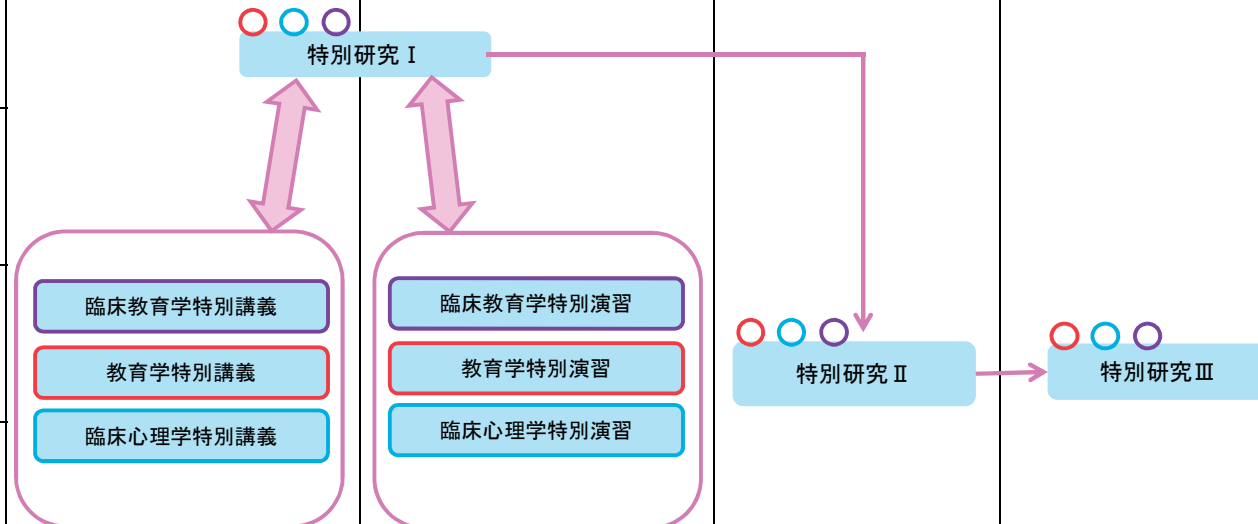 特別研究Ⅰ
臨床教育学特別講義
教育学特別講義
臨床心理学特別講義
臨床教育学特別演習
教育学特別演習
臨床心理学特別演習
特別研究Ⅱ
特別研究Ⅲ